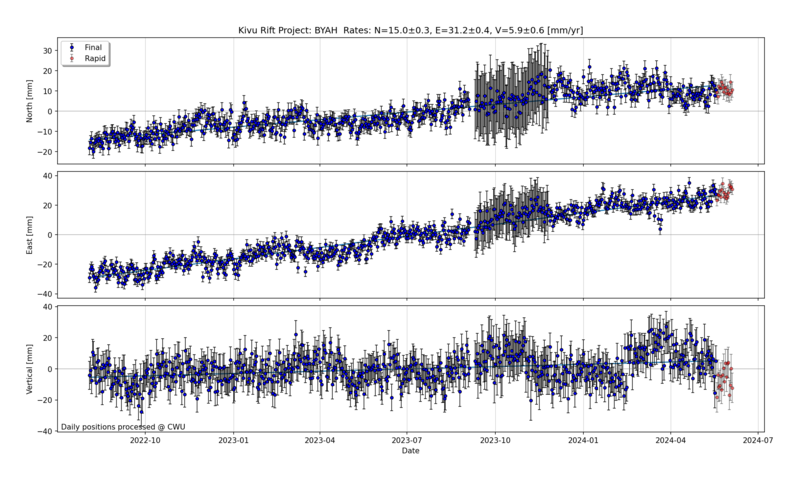 Kivu Rift Project: BYAH Rates: N=15.0±0.3, E=31.2±0.4, V=5.9±0.6 [mm/yr]
Final
Rapid
North [mm]
30
20
10
0
−10
−20
East [mm]
40
20
0
−20
−40
Vertical [mm]
40
20
0
−20
−40
Daily positions processed @ CWU
2022-10 2023-01 2023-04 2023-07 2023-10 2024-01 2024-04 2024-07
Date